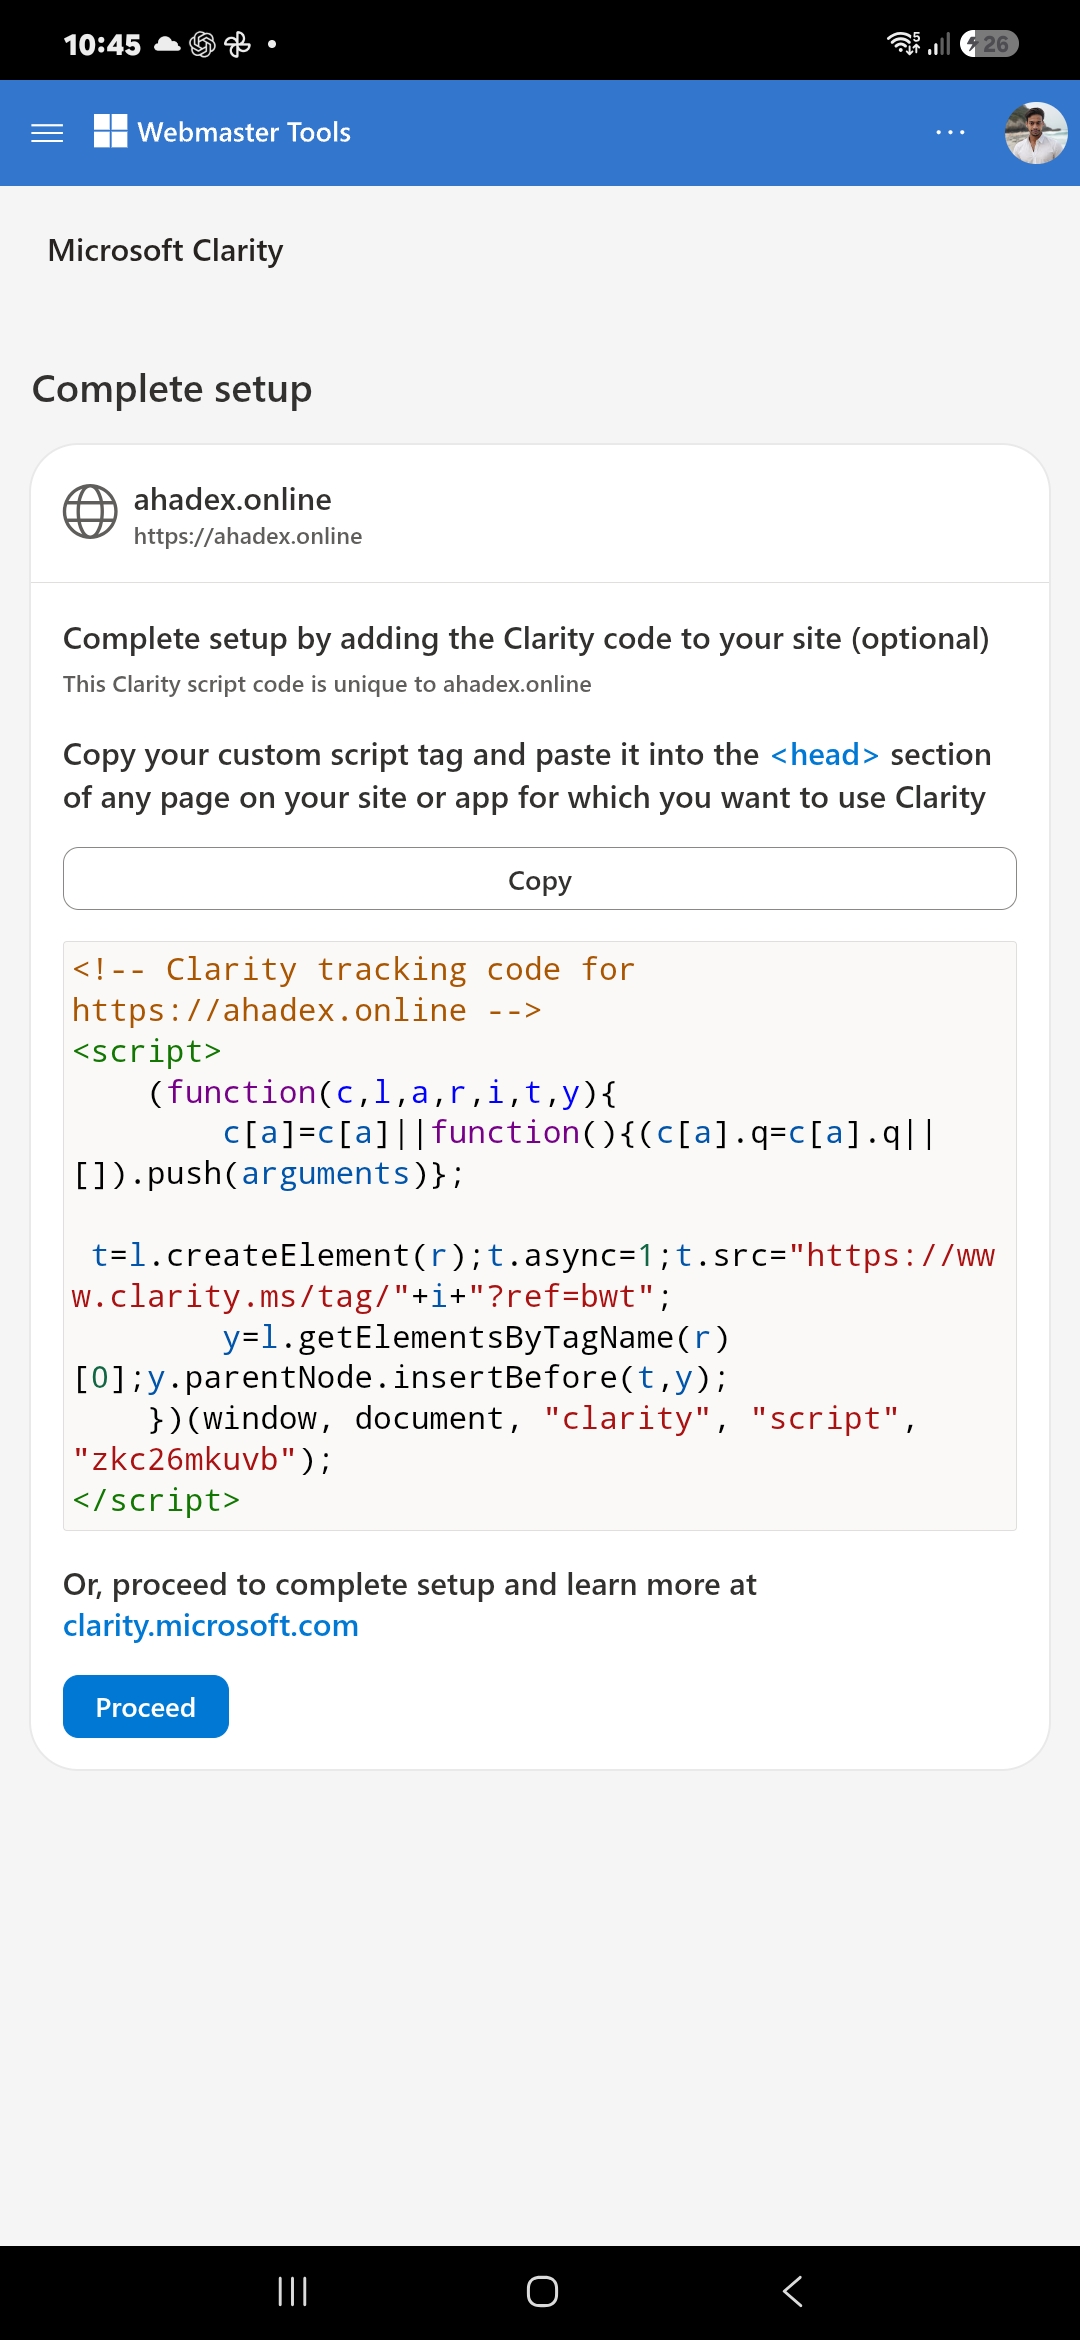 10:45
26
Webmaster Tools
Microsoft Clarity
Complete setup
ahadex.online
https://ahadex.online
Complete setup by adding the Clarity code to your site (optional)
This Clarity script code is unique to ahadex.online
Copy your custom script tag and paste it into the <head> section
of any page on your site or app for which you want to use Clarity
Copy
<!-- Clarity tracking code for
https://ahadex.online -->
<script>
    (function(c,l,a,r,i,t,y){
        c[a]=c[a]||function(){(c[a].q=c[a].q||
[]).push(arguments)};
 t=l.createElement(r);t.async=1;t.src="https://ww
w.clarity.ms/tag/"+i+"?ref=bwt";
        y=l.getElementsByTagName(r)
[0];y.parentNode.insertBefore(t,y);
    })(window, document, "clarity", "script",
"zkc26mkuvb");
</script>
Or, proceed to complete setup and learn more at
clarity.microsoft.com
Proceed